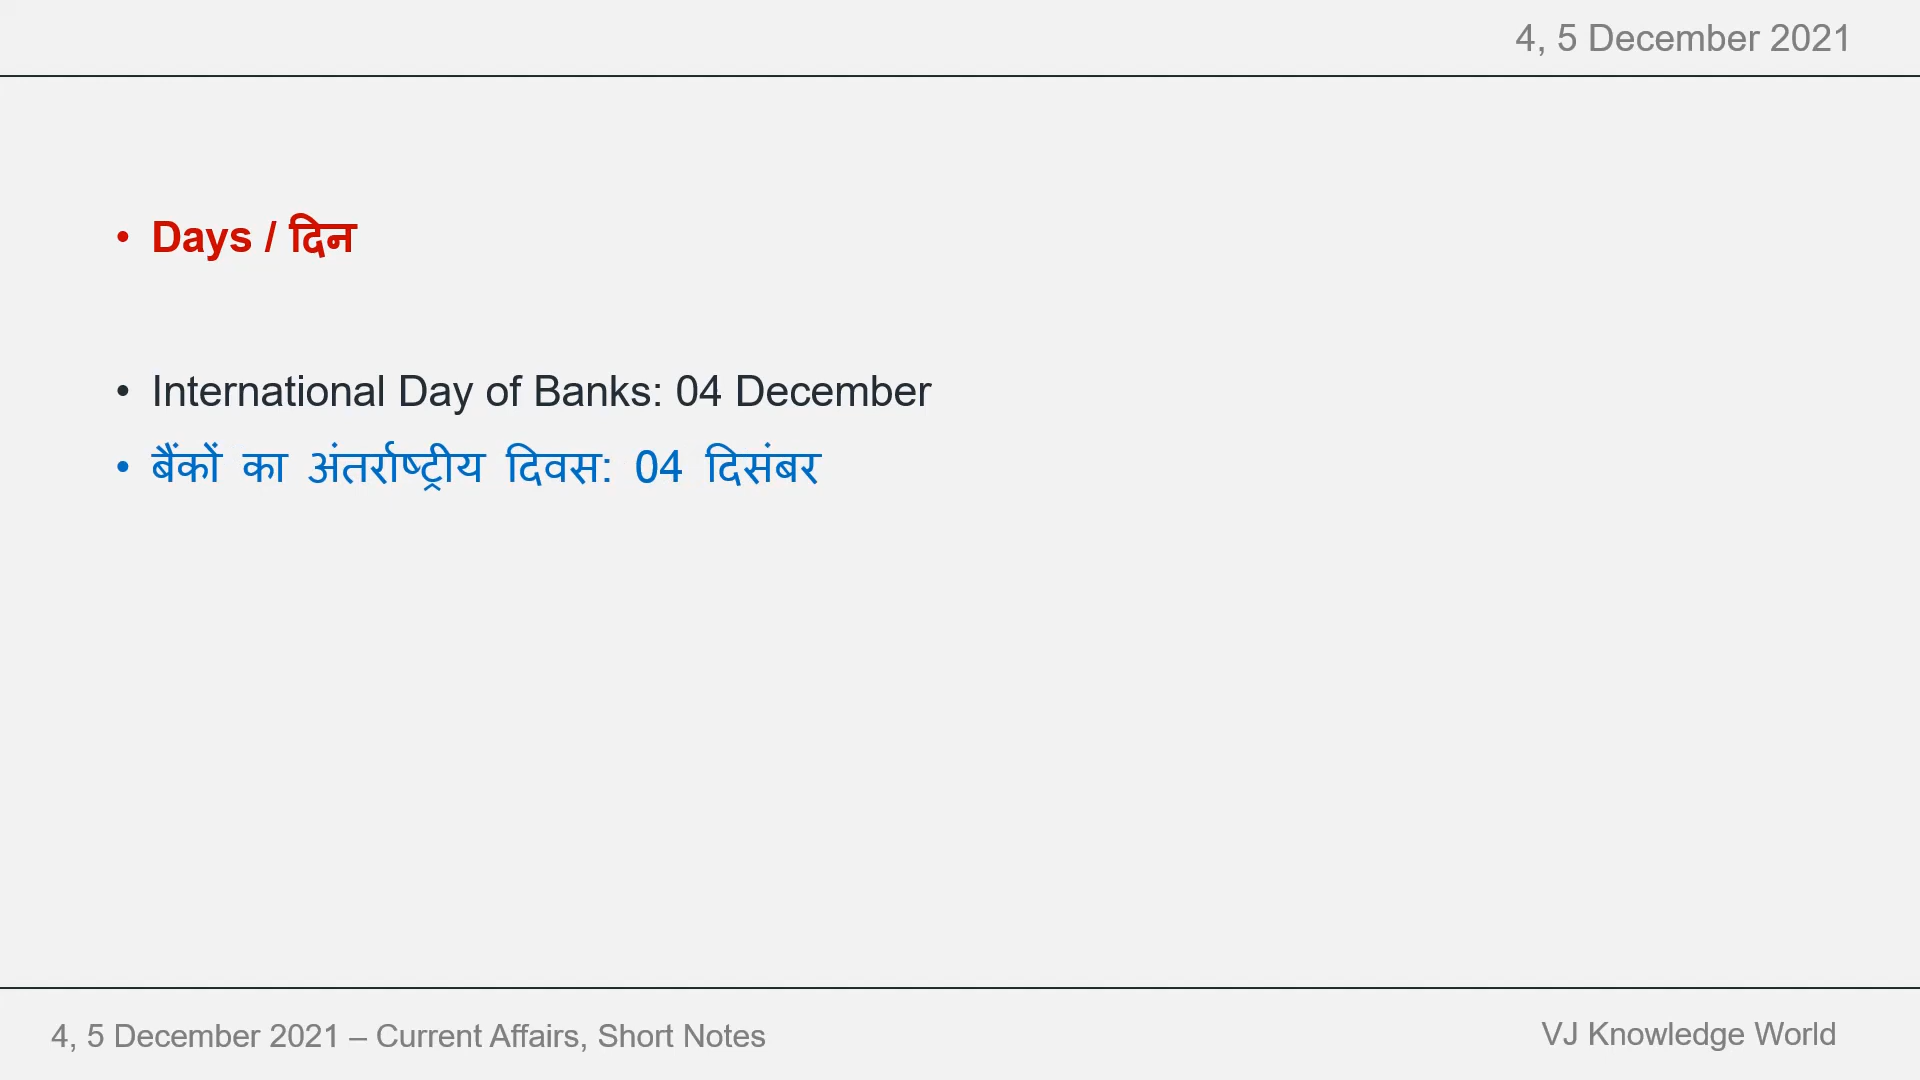 4, 5 December 2021
• Days / दिन
• International Day of Banks: 04 December
• बैंकों का अंतर्राष्ट्रीय दिवस: 04 दिसंबर
4, 5 December 2021 – Current Affairs, Short Notes
VJ Knowledge World